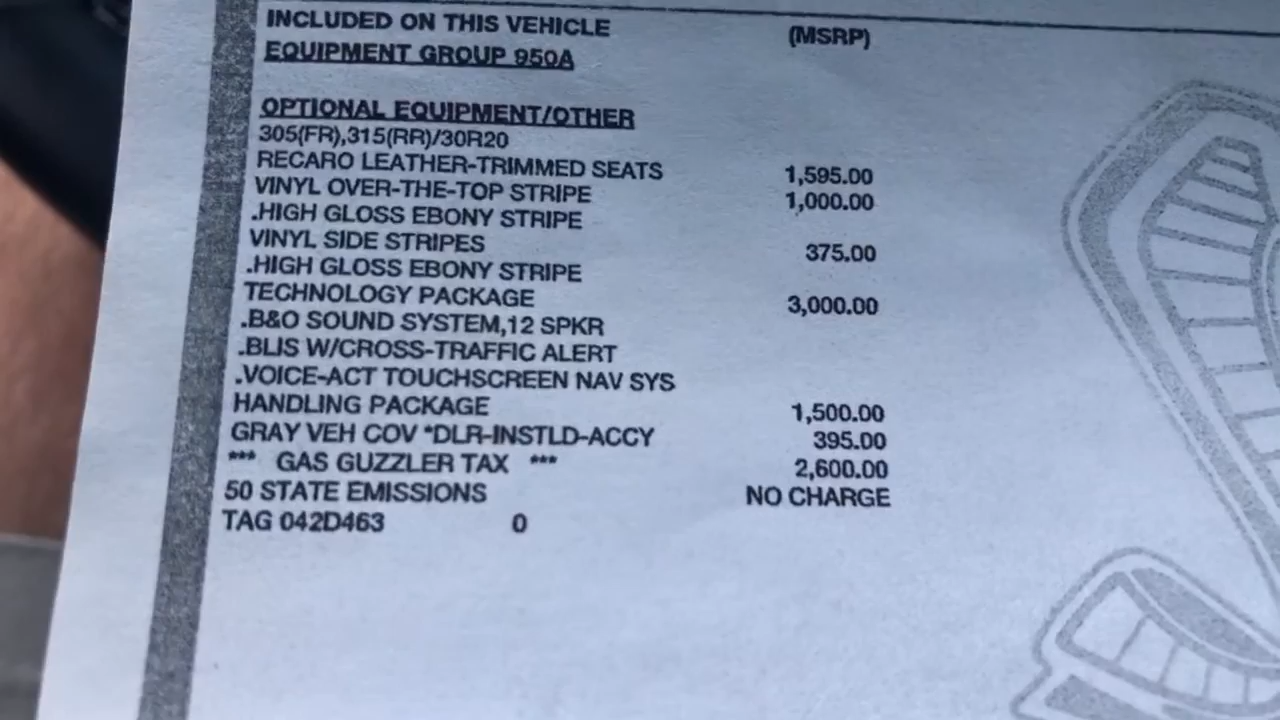 INCLUDED ON THIS VEHICLE (MSRP)
EQUIPMENT GROUP 950A
OPTIONAL EQUIPMENT/OTHER
305(FR),315(RR)/30R20
RECARO LEATHER-TRIMMED SEATS 1,595.00
VINYL OVER-THE-TOP STRIPE 1,000.00
.HIGH GLOSS EBONY STRIPE
VINYL SIDE STRIPES 375.00
.HIGH GLOSS EBONY STRIPE
TECHNOLOGY PACKAGE 3,000.00
.B&O SOUND SYSTEM,12 SPKR
.BLIS W/CROSS-TRAFFIC ALERT
.VOICE-ACT TOUCHSCREEN NAV SYS
HANDLING PACKAGE 1,500.00
GRAY VEH COV *DLR-INSTLD-ACCY 395.00
*** GAS GUZZLER TAX *** 2,600.00
50 STATE EMISSIONS NO CHARGE
TAG 042D463 0